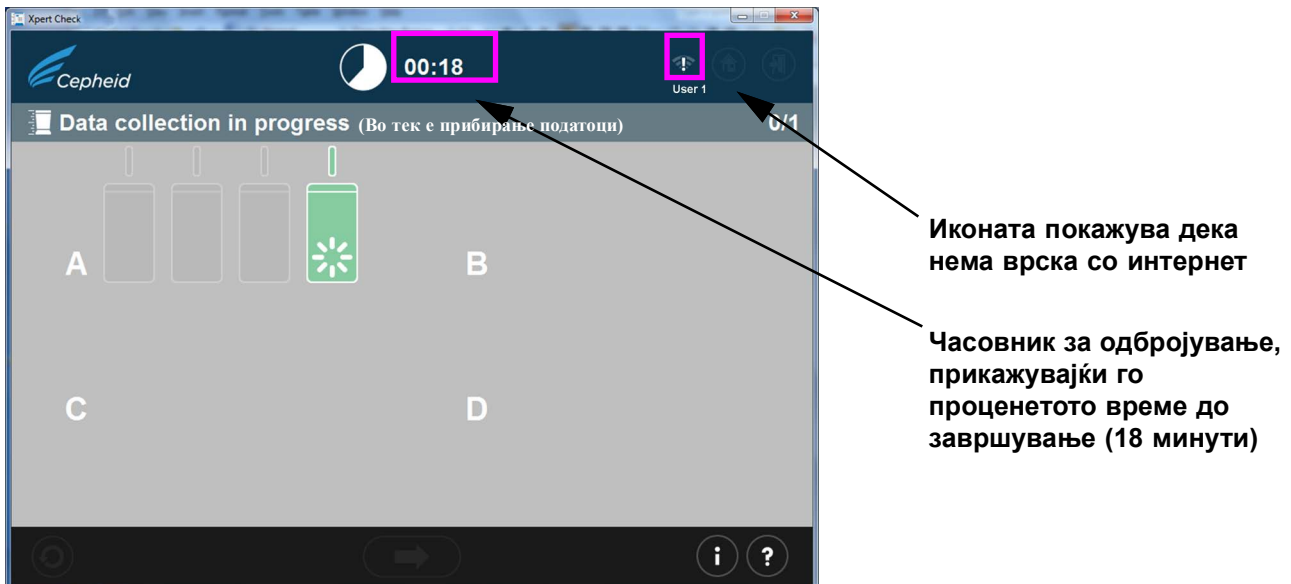 Xpert Check
Cepheid
00:18
User 1
Data collection in progress (Во тек е прибирање податоци)
0/1
A
B
C
D
i
?
Иконата покажува дека
нема врска со интернет
Часовник за одбројување,
прикажувајќи го
проценетото време до
завршување (18 минути)